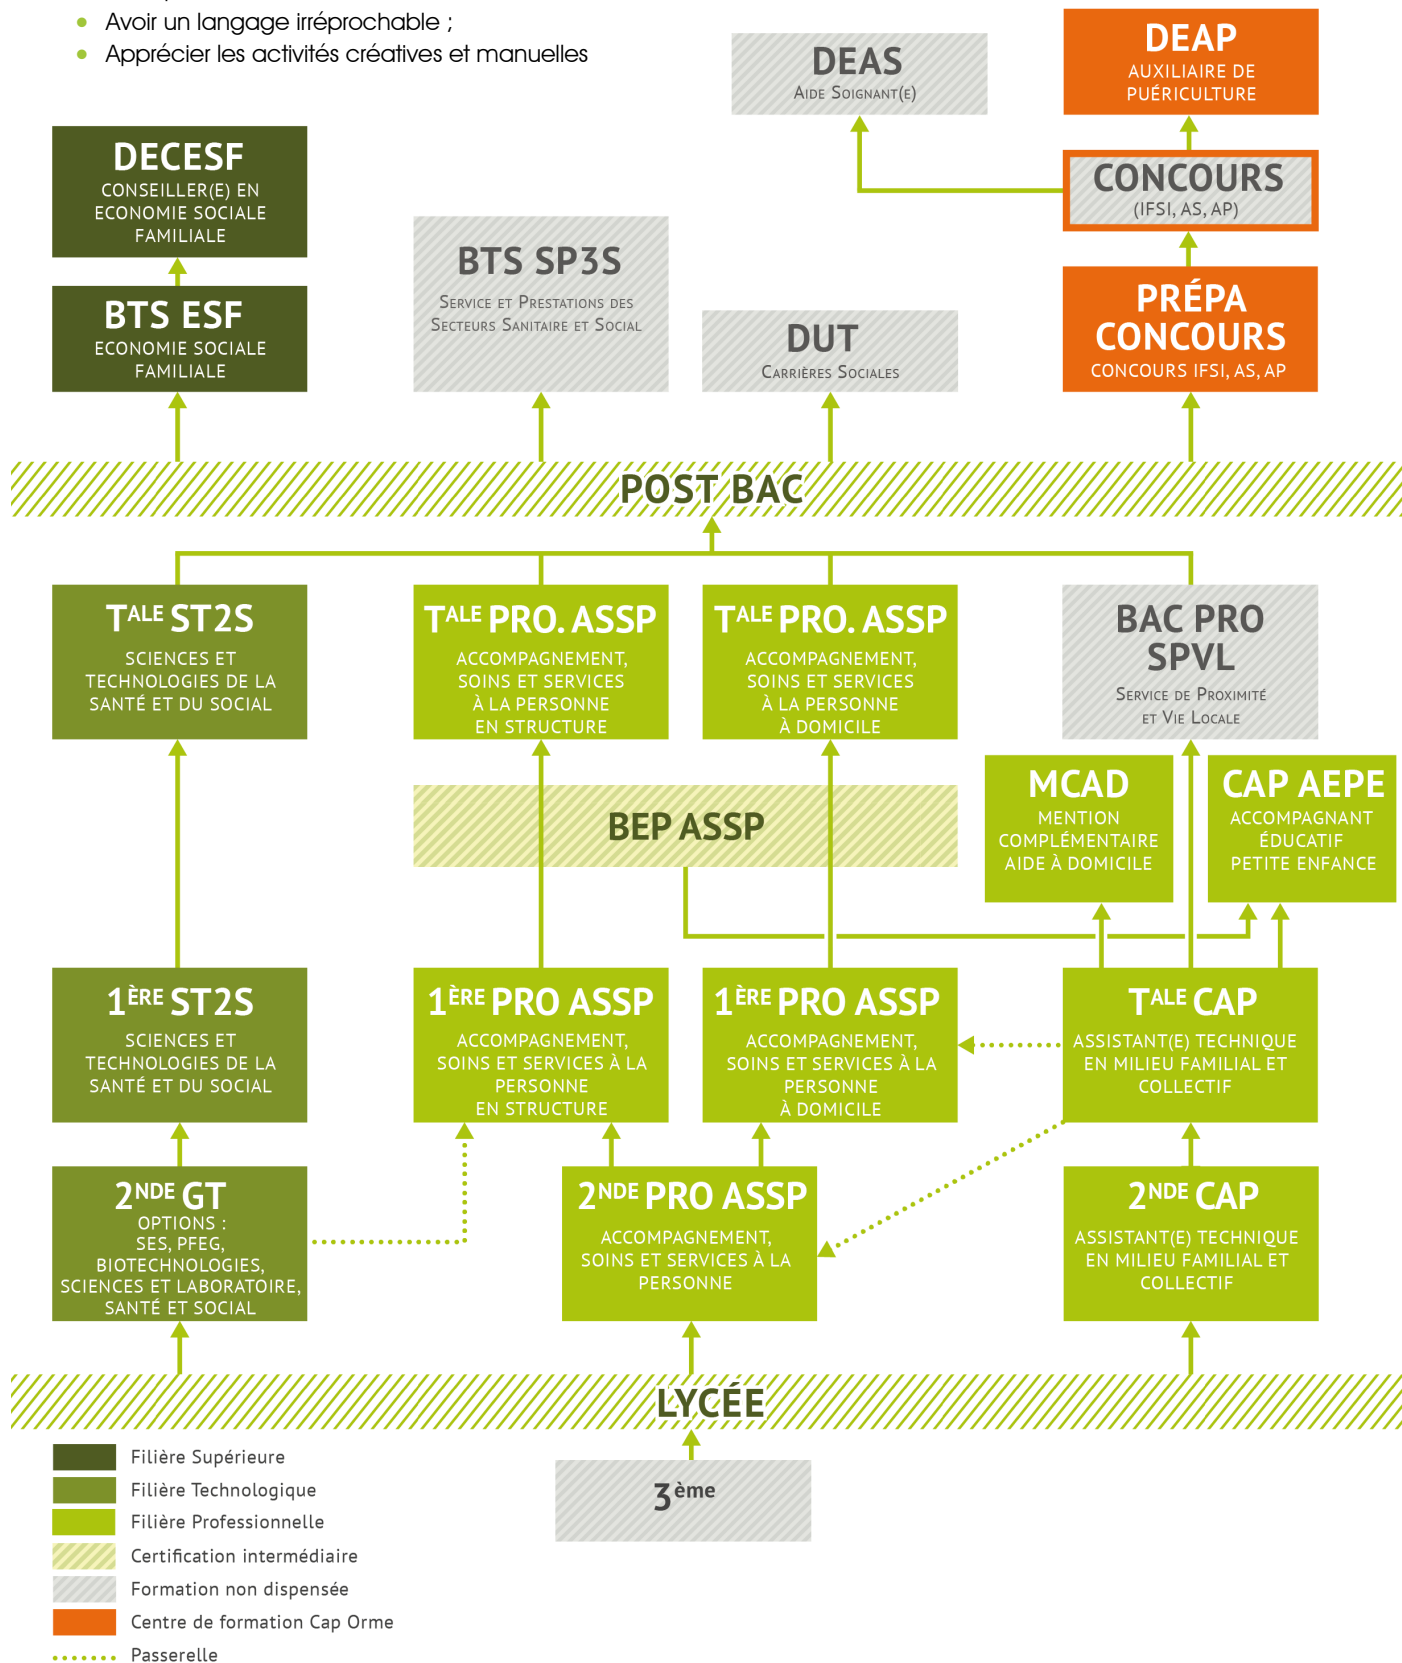 Avoir un langage irréprochable ;
Apprécier les activités créatives et manuelles
DEAS
Aide Soignant(e)
DEAP
AUXILIAIRE DE
PUÉRICULTURE
DECESF
CONSEILLER(E) EN
ECONOMIE SOCIALE
FAMILIALE
CONCOURS
(IFSI, AS, AP)
BTS SP3S
Service et Prestations des
Secteurs Sanitaire et Social
BTS ESF
ECONOMIE SOCIALE
FAMILIALE
DUT
Carrières Sociales
PRÉPA
CONCOURS
CONCOURS IFSI, AS, AP
POST BAC
TALE ST2S
SCIENCES ET
TECHNOLOGIES DE LA
SANTÉ ET DU SOCIAL
TALE PRO. ASSP
ACCOMPAGNEMENT,
SOINS ET SERVICES
À LA PERSONNE
EN STRUCTURE
TALE PRO. ASSP
ACCOMPAGNEMENT,
SOINS ET SERVICES
À LA PERSONNE
À DOMICILE
BAC PRO
SPVL
Service de Proximité
et Vie Locale
BEP ASSP
MCAD
MENTION
COMPLÉMENTAIRE
AIDE À DOMICILE
CAP AEPE
ACCOMPAGNANT
ÉDUCATIF
PETITE ENFANCE
1ÈRE ST2S
SCIENCES ET
TECHNOLOGIES DE LA
SANTÉ ET DU SOCIAL
1ÈRE PRO ASSP
ACCOMPAGNEMENT,
SOINS ET SERVICES À LA
PERSONNE
EN STRUCTURE
1ÈRE PRO ASSP
ACCOMPAGNEMENT,
SOINS ET SERVICES À LA
PERSONNE
À DOMICILE
TALE CAP
ASSISTANT(E) TECHNIQUE
EN MILIEU FAMILIAL ET
COLLECTIF
2NDE GT
OPTIONS :
SES, PFEG,
BIOTECHNOLOGIES,
SCIENCES ET LABORATOIRE,
SANTÉ ET SOCIAL
2NDE PRO ASSP
ACCOMPAGNEMENT,
SOINS ET SERVICES À LA
PERSONNE
2NDE CAP
ASSISTANT(E) TECHNIQUE
EN MILIEU FAMILIAL ET
COLLECTIF
LYCÉE
3ème
Filière Supérieure
Filière Technologique
Filière Professionnelle
Certification intermédiaire
Formation non dispensée
Centre de formation Cap Orme
Passerelle